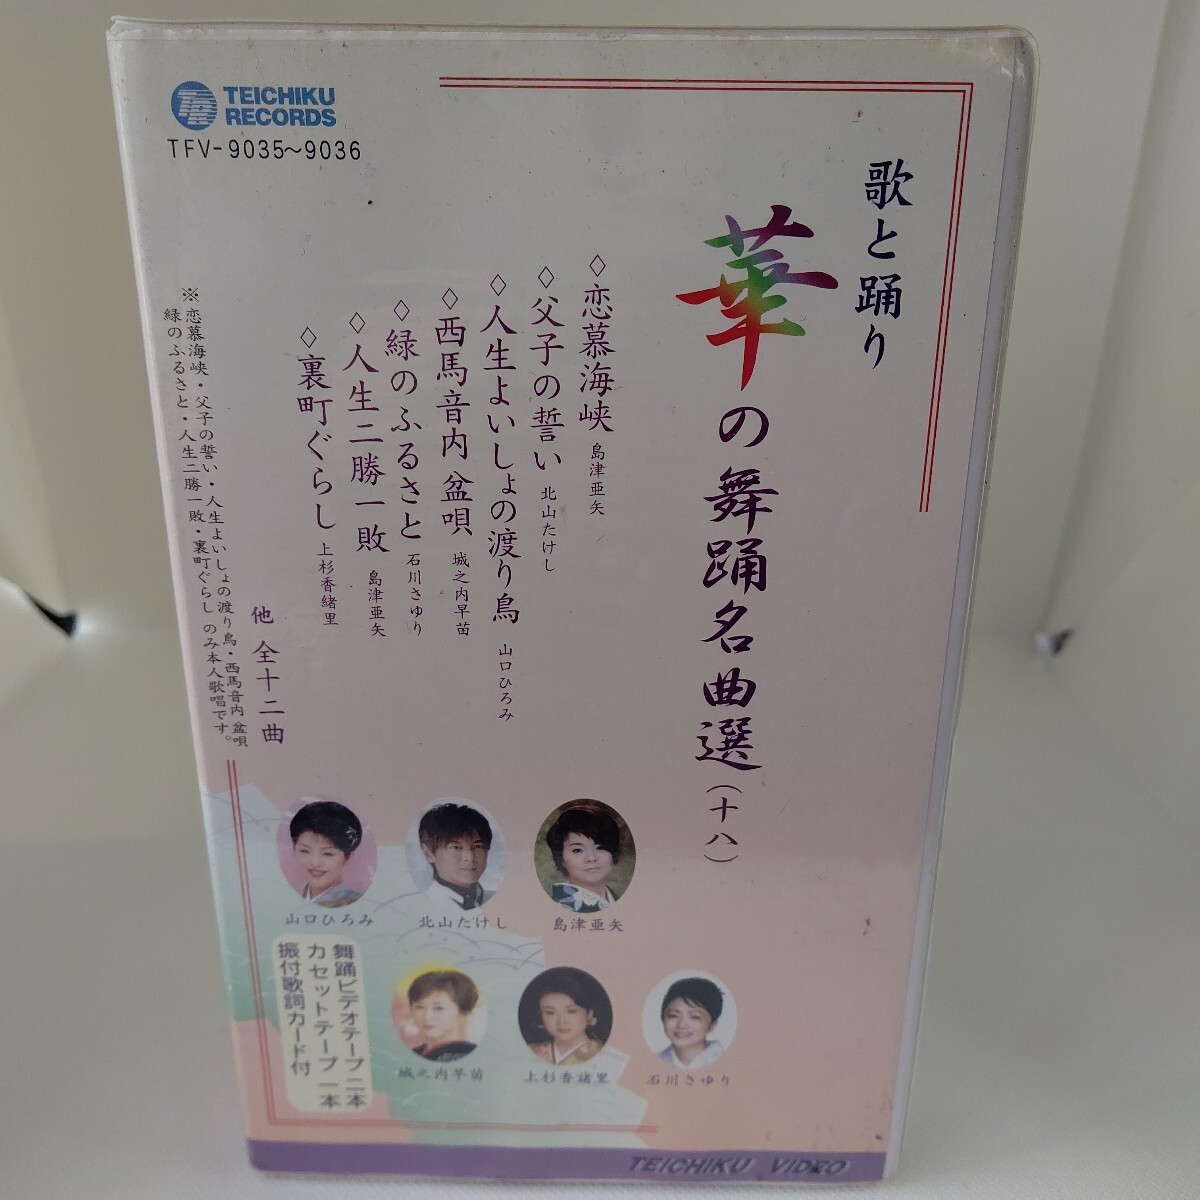 TEICHIKU
RECORDS
TFV-9035〜9036
歌と踊り
華の舞踊名曲選(十八)
◇恋慕海峡 島津亜矢
◇父子の誓い 北山たけし
◇人生よいしょの渡り鳥 山口ひろみ
◇西馬音内盆唄 城之内早苗
◇緑のふるさと 石川さゆり
◇人生二勝一敗 島津亜矢
◇裏町ぐらし 上杉香緒里
他 全十二曲
※恋慕海峡・父子の誓い・人生よいしょの渡り鳥・西馬音内盆唄
緑のふるさと・人生二勝一敗・裏町ぐらし のみ本人歌唱です。
山口ひろみ
北山たけし
島津亜矢
城之内早苗
上杉香緒里
石川さゆり
舞踊ビデオテープ二本
カセットテープ一本
振付歌詞カード付
TEICHIKU VIDEO